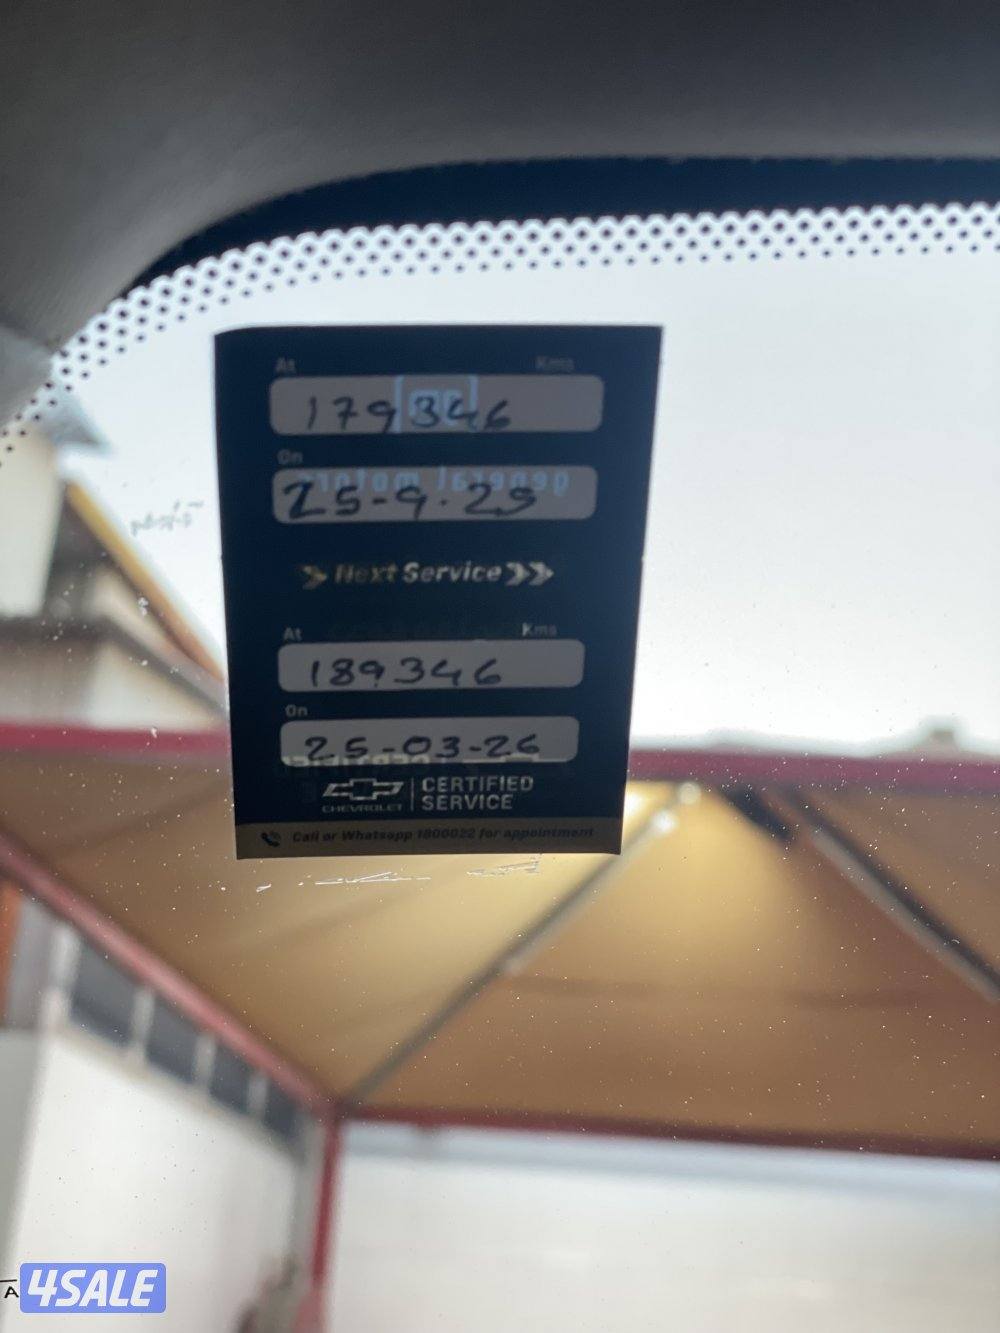 At Kms
179346
On
25-9-25
Next Service
At Kms
189346
On
25-03-26
CHEVROLET
CERTIFIED
SERVICE
Call or Whatsapp 1800022 for appointment
4SALE